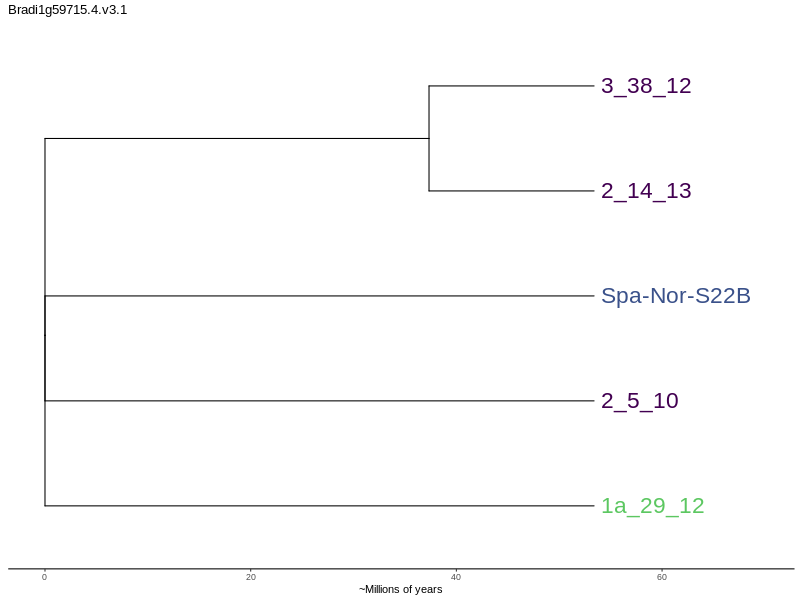 Bradi1g59715.4.v3.1
3_38_12
2_14_13
Spa-Nor-S22B
2_5_10
1a_29_12
0 20 40 60
~Millions of years